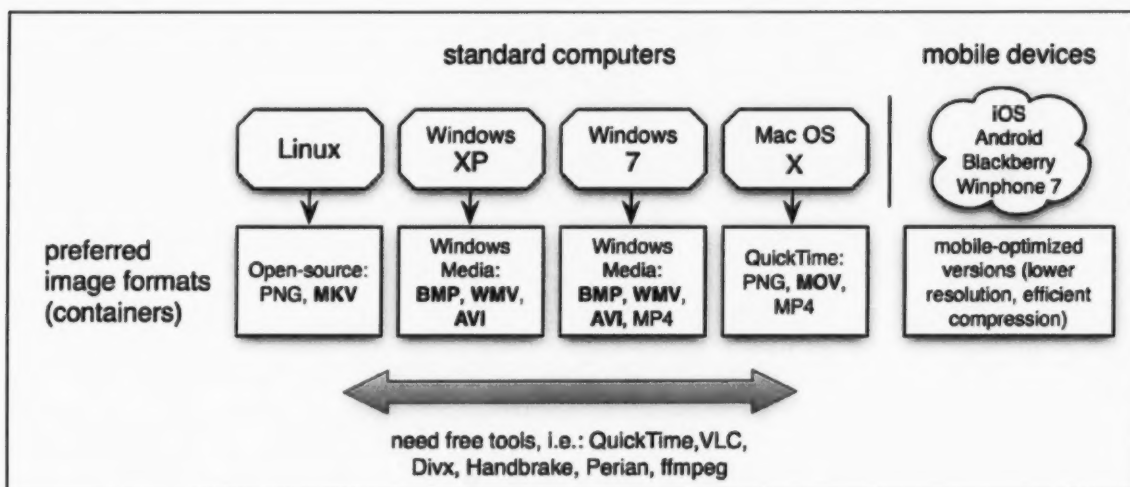 standard computers
mobile devices
Linux
Windows
XP
Windows
7
Mac OS
X
iOS
Android
Blackberry
Winphone 7
preferred
image formats
(containers)
Open-source:
PNG, MKV
Windows
Media:
BMP, WMV,
AVI
Windows
Media:
BMP, WMV,
AVI, MP4
QuickTime:
PNG, MOV,
MP4
mobile-optimized
versions (lower
resolution, efficient
compression)
need free tools, i.e.: QuickTime,VLC,
Divx, Handbrake, Perian, ffmpeg